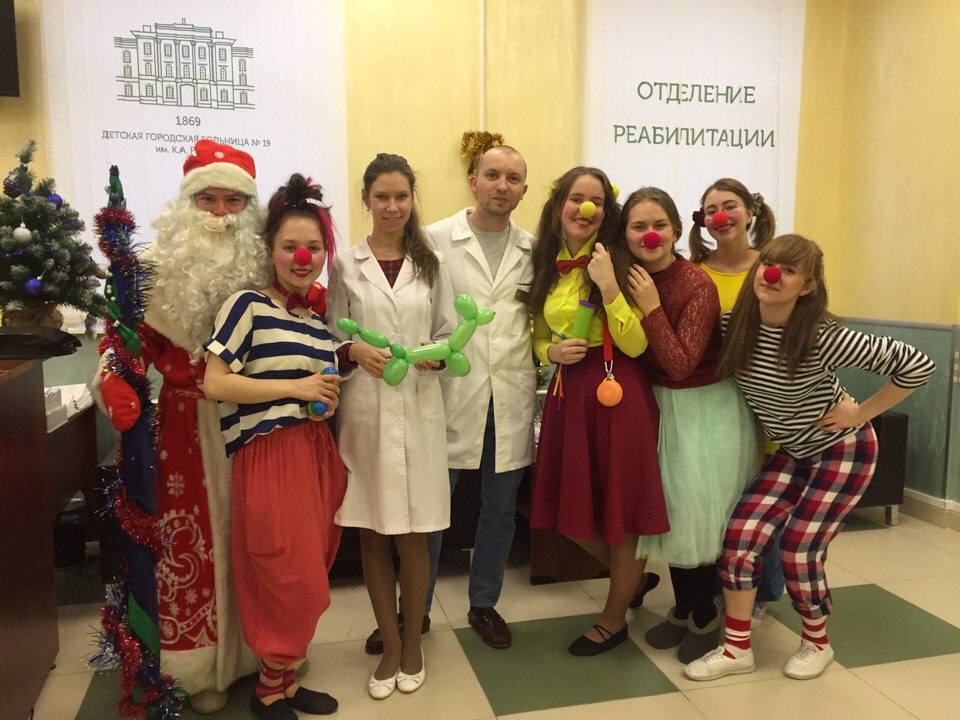 1869
ДЕТСКАЯ ГОРОДСКАЯ БОЛЬНИЦА № 19
им. К.А.
ОТДЕЛЕНИЕ
РЕАБИЛИТАЦИИ